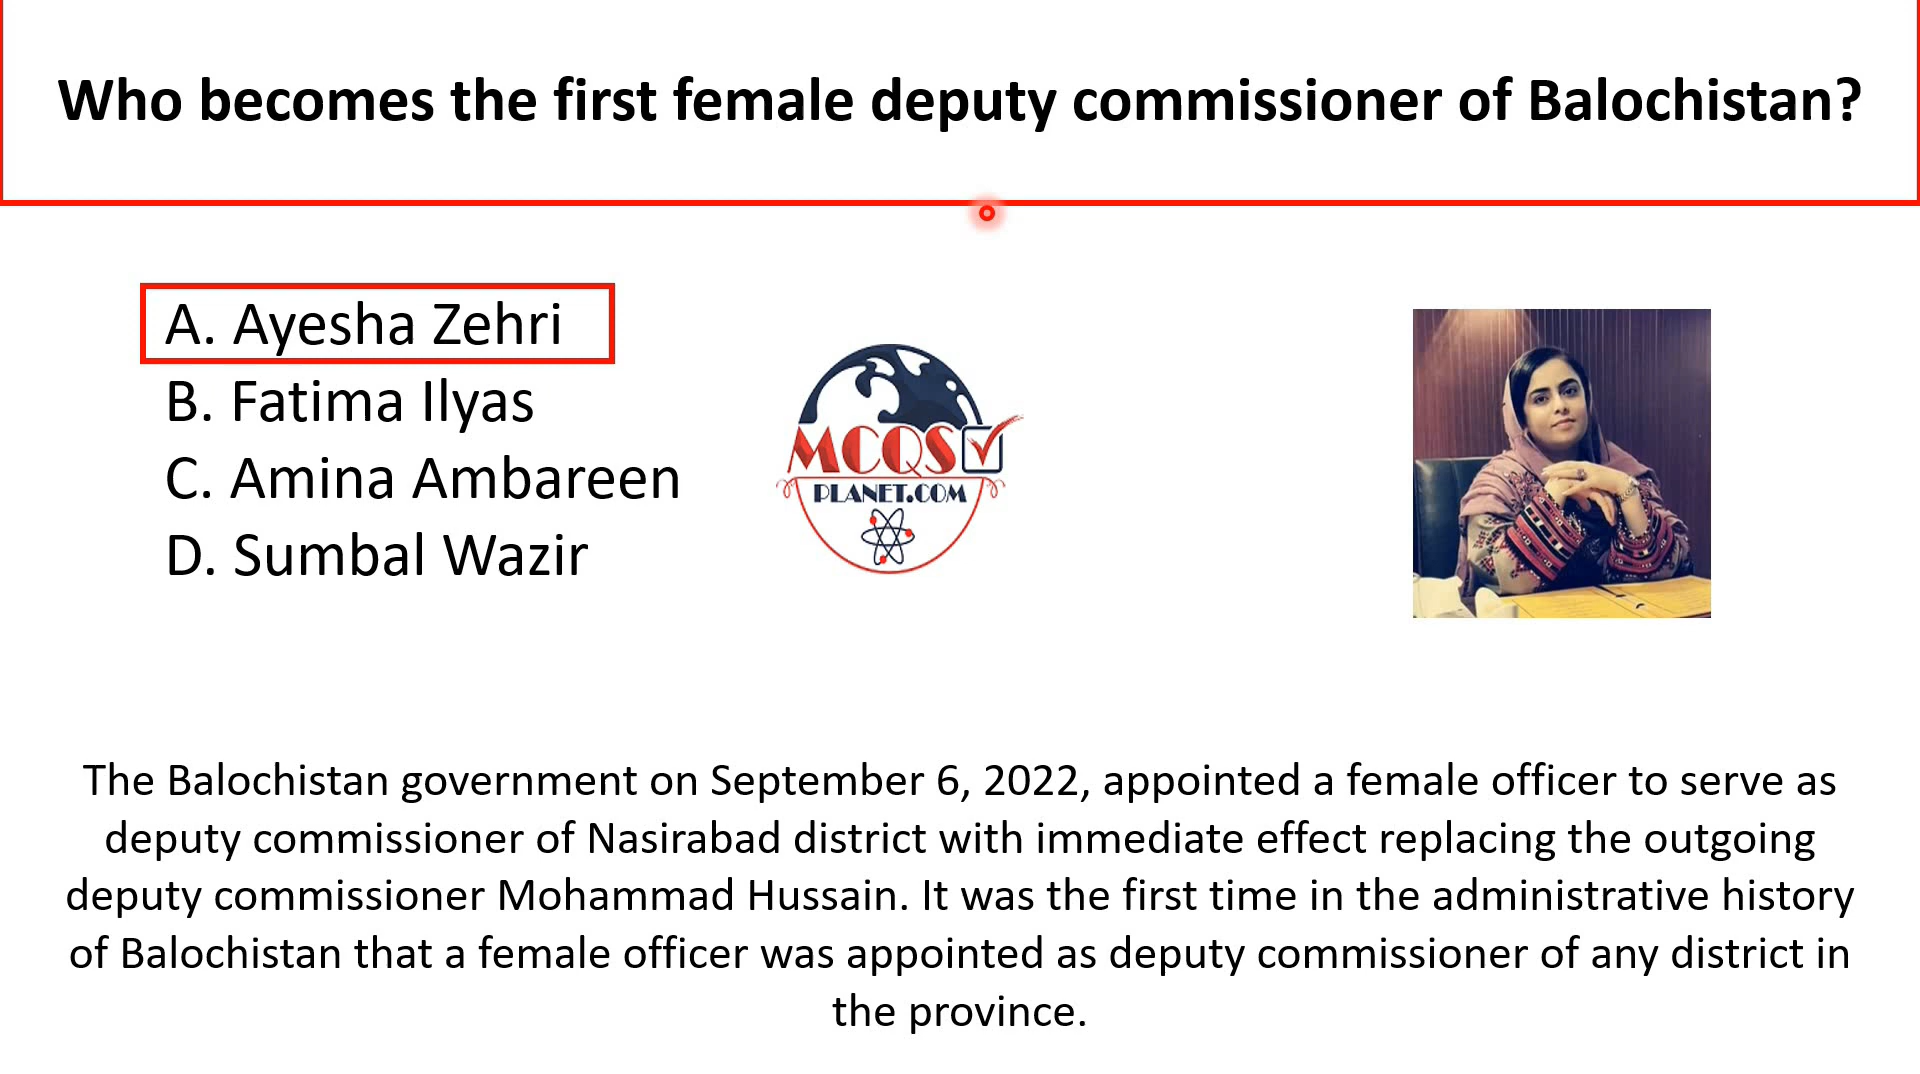 Who becomes the first female deputy commissioner of Balochistan?
A. Ayesha Zehri
B. Fatima Ilyas
C. Amina Ambareen
D. Sumbal Wazir
MCQS
PLANET.COM
The Balochistan government on September 6, 2022, appointed a female officer to serve as
deputy commissioner of Nasirabad district with immediate effect replacing the outgoing
deputy commissioner Mohammad Hussain. It was the first time in the administrative history
of Balochistan that a female officer was appointed as deputy commissioner of any district in
the province.